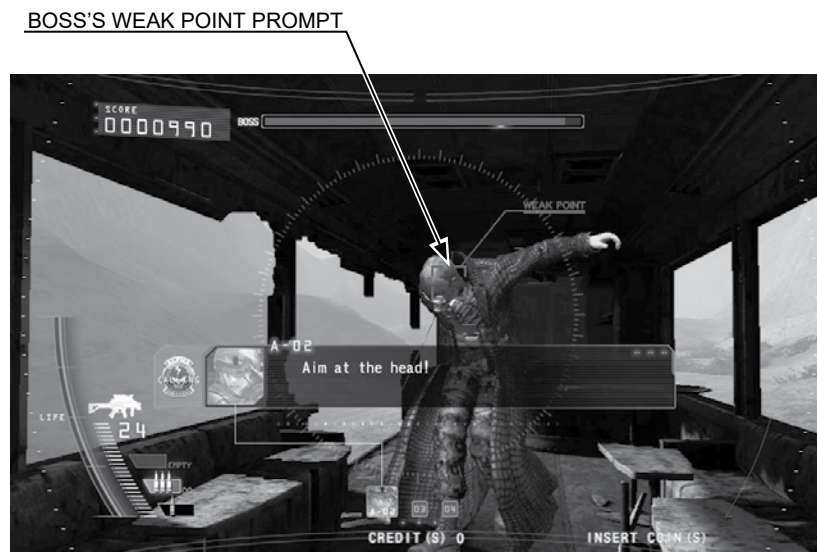 BOSS'S WEAK POINT PROMPT
SCORE
0000990
BOSS
WEAK POINT
A-02
Aim at the head!
LIFE
24
EMPTY
A-02
03
04
CREDIT(S) 0
INSERT COIN(S)